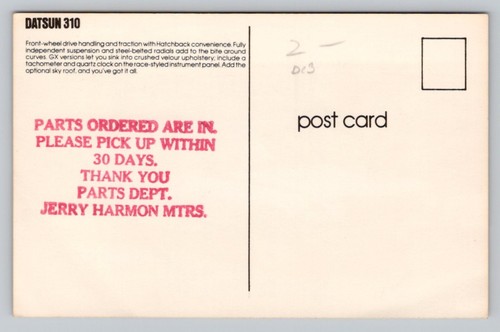 DATSUN 310
Front-wheel drive handling and traction with Hatchback convenience. Fully
independent suspension and steel-belted radials add to the bite around
curves. GX versions let you sink into crushed velour upholstery, include a
tachometer and quartz clock on the race-styled instrument panel. Add the
optional sky roof, and you've got it all.
2 -
post card
PARTS ORDERED ARE IN.
PLEASE PICK UP WITHIN
30 DAYS.
THANK YOU
PARTS DEPT.
JERRY HARMON MTRS.